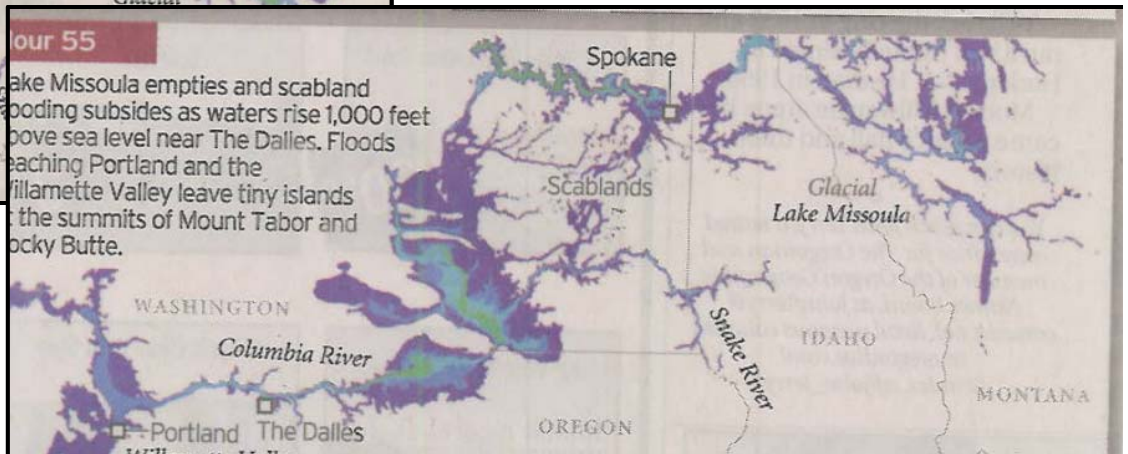 Glacial
our 55
ake Missoula empties and scabland
ooding subsides as waters rise 1,000 feet
bove sea level near The Dalles. Floods
eaching Portland and the
illamette Valley leave tiny islands
t the summits of Mount Tabor and
ocky Butte.
Spokane
Scablands
Glacial
Lake Missoula
WASHINGTON
Columbia River
Snake River
IDAHO
MONTANA
OREGON
Portland
The Dalles